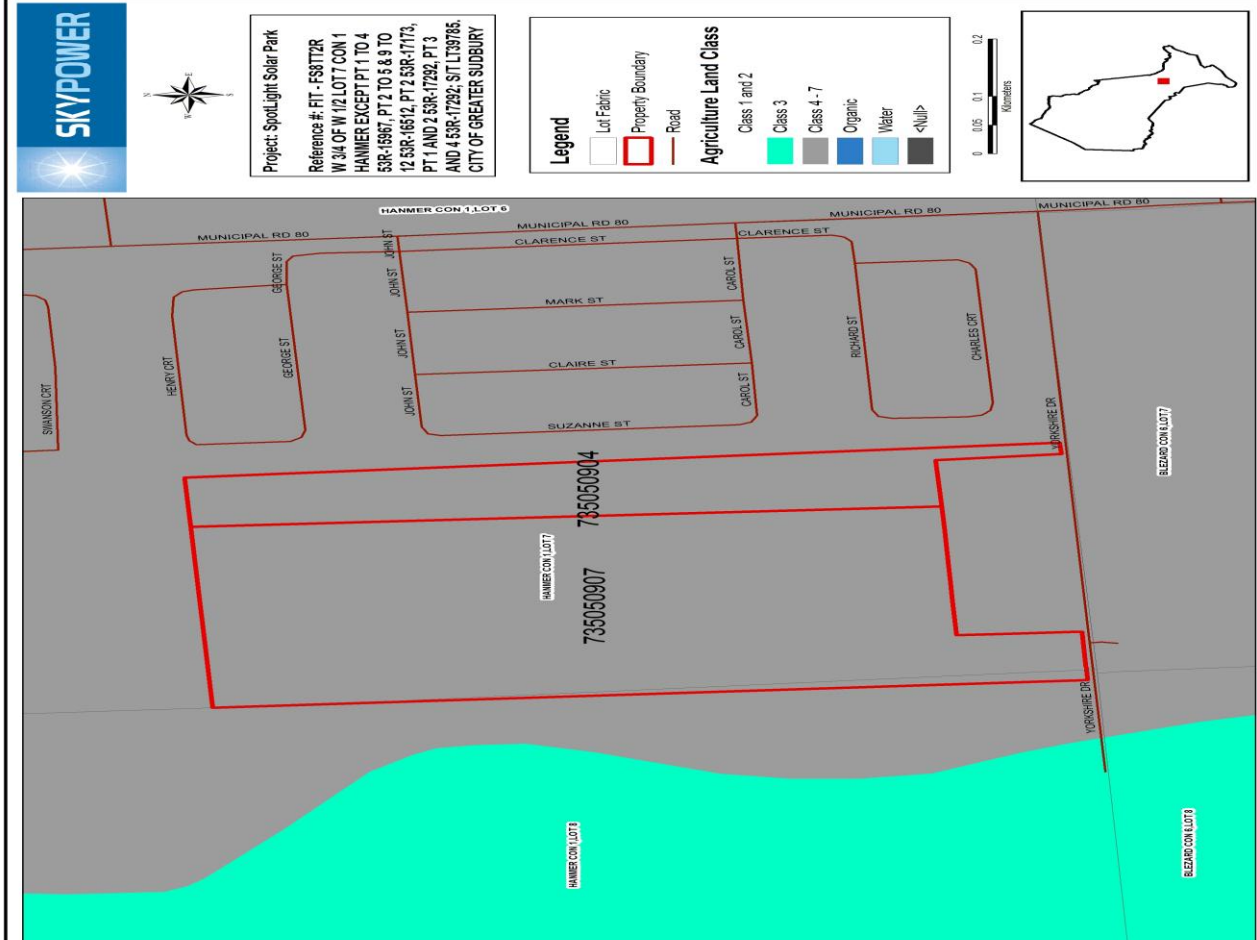 SKYPOWER
N
W
E
S
Project: SpotLight Solar Park
Reference #: FIT - FS8TT2R
W 3/4 OF W 1/2 LOT 7 CON 1
HANMER EXCEPT PT 1 TO 4
53R-15967, PT 2 TO 5 & 9 TO
12 53R-16512, PT 2 53R-17173,
PT 1 AND 2 53R-17292, PT 3
AND 4 53R-17292; S/T LT39785.
CITY OF GREATER SUDBURY
Legend
Lot Fabric
Property Boundary
Road
Agriculture Land Class
Class 1 and 2
Class 3
Class 4 - 7
Organic
Water
<Null>
0 0.05 0.1 0.2
Kilometers
HANMER CON 1,LOT 6
MUNICIPAL RD 80
MUNICIPAL RD 80
MUNICIPAL RD 80
MUNICIPAL RD 80
CLARENCE ST
CLARENCE ST
SWANSON CRT
HENRY CRT
GEORGE ST
GEORGE ST
JOHN ST
JOHN ST
JOHN ST
JOHN ST
MARK ST
CLAIRE ST
SUZANNE ST
CAROL ST
CAROL ST
CAROL ST
RICHARD ST
CHARLES CRT
YORKSHIRE DR
YORKSHIRE DR
735050904
735050907
HANMER CON 1,LOT 7
BLEZARD CON 6,LOT 7
HANMER CON 1,LOT 8
BLEZARD CON 6,LOT 8